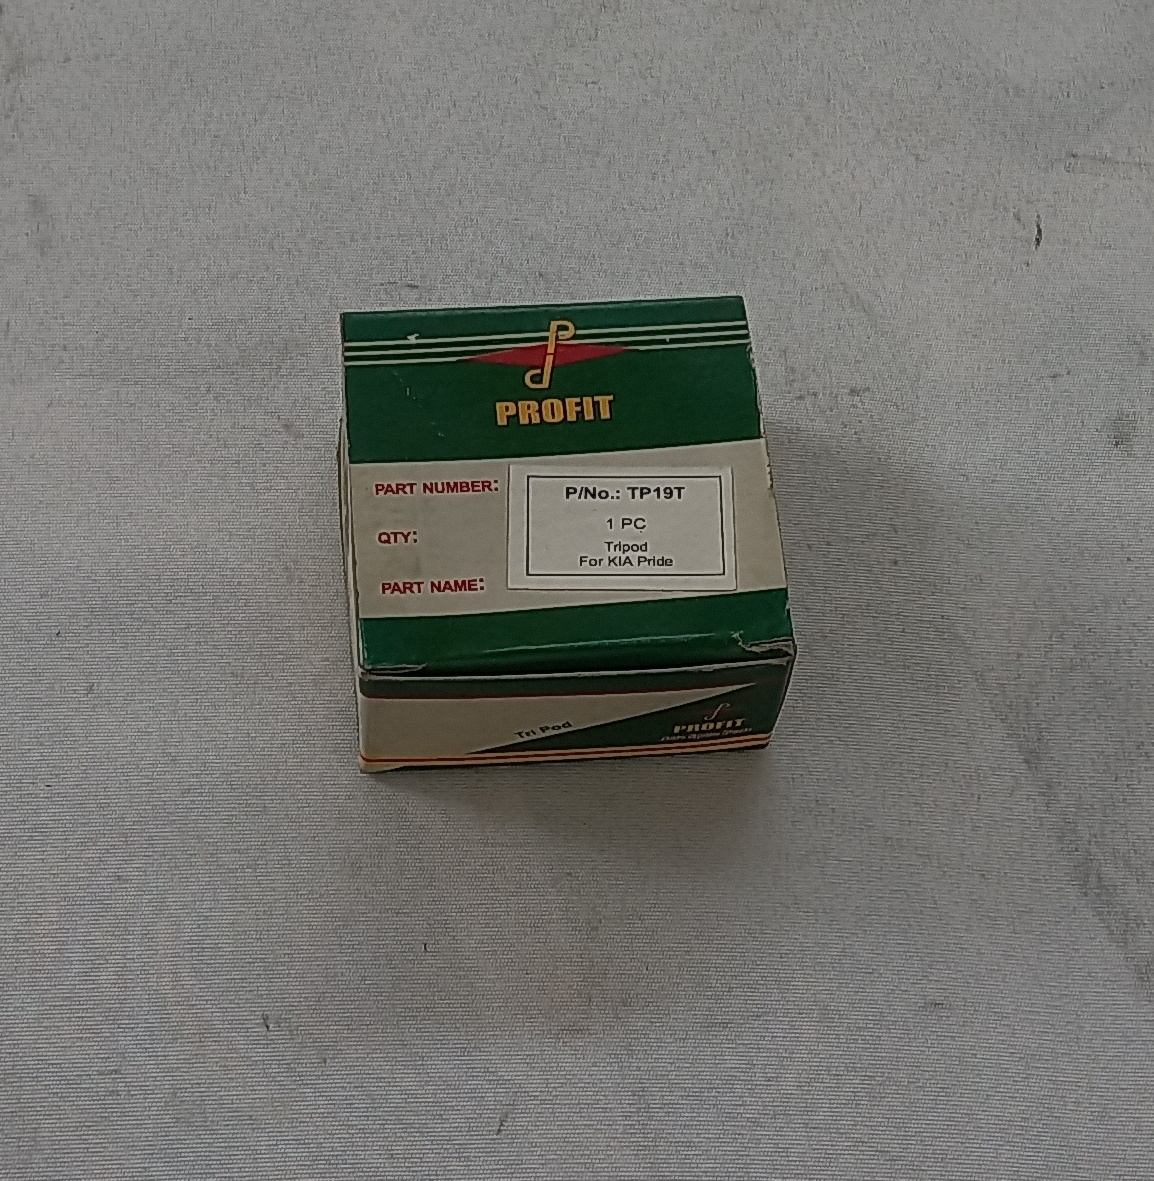 PROFIT
PART NUMBER:
P/No.: TP19T
QTY:
1 PC
Tripod
For KIA Pride
PART NAME:
Tri Pod
PROFIT